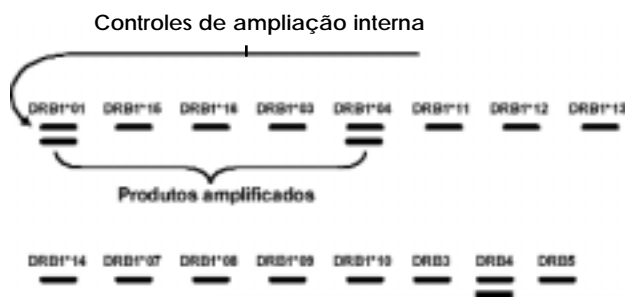 Controles de ampliação interna
DRB1*01 DRB1*15 DRB1*16 DRB1*03 DRB1*04 DRB1*11 DRB1*12 DRB1*13
Produtos amplificados
DRB1*14 DRB1*07 DRB1*08 DRB1*09 DRB1*10 DRB3 DRB4 DRB5